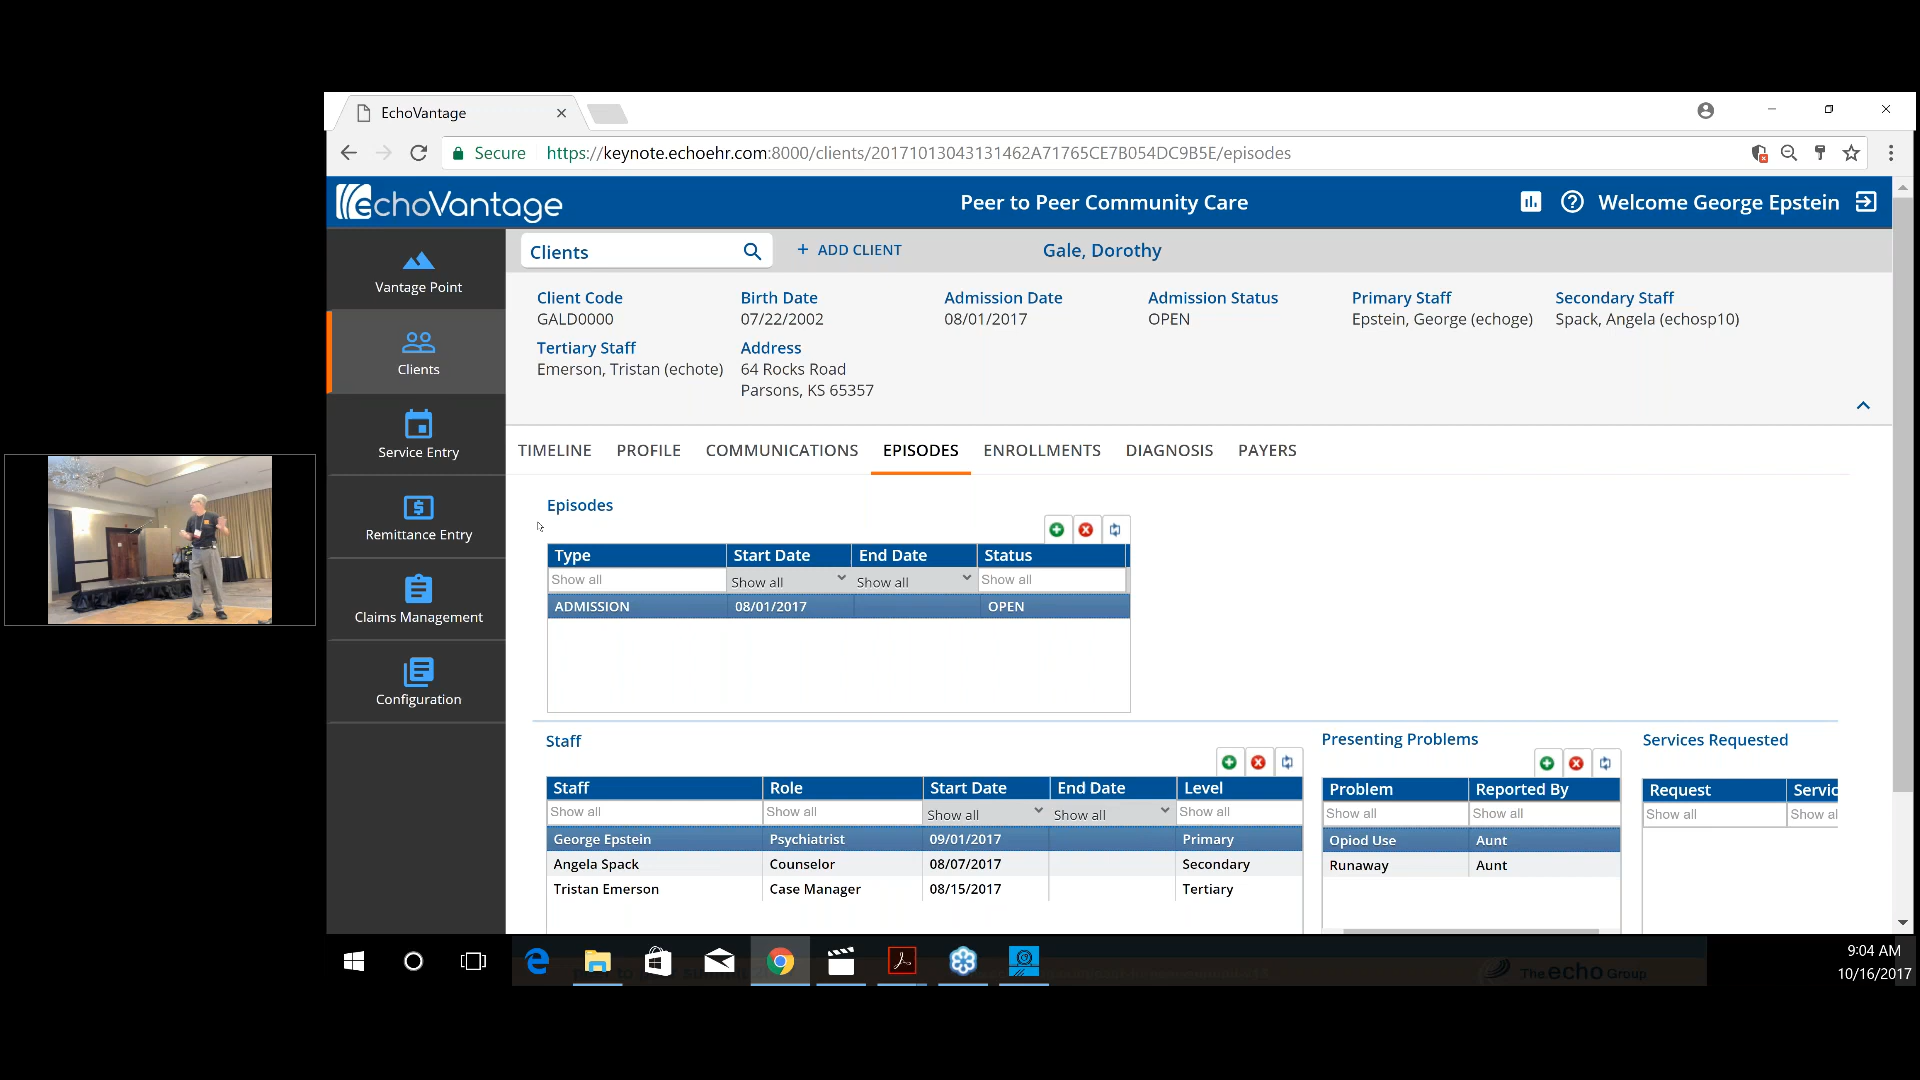 EchoVantage
Secure https://keynote.echoehr.com:8000/clients/20171013043131462A71765CE7B054DC9B5E/episodes
echoVantage Peer to Peer Community Care Welcome George Epstein
Clients + ADD CLIENT Gale, Dorothy
Vantage Point
Clients
Service Entry
Remittance Entry
Claims Management
Configuration
Client Code Birth Date Admission Date Admission Status Primary Staff Secondary Staff
GALD0000 07/22/2002 08/01/2017 OPEN Epstein, George (echoge) Spack, Angela (echosp10)
Tertiary Staff Address
Emerson, Tristan (echote) 64 Rocks Road
Parsons, KS 65357
TIMELINE PROFILE COMMUNICATIONS EPISODES ENROLLMENTS DIAGNOSIS PAYERS
Episodes
Type Start Date End Date Status
Show all Show all Show all Show all
ADMISSION 08/01/2017 OPEN
Staff
Staff Role Start Date End Date Level
Show all Show all Show all Show all Show all
George Epstein Psychiatrist 09/01/2017 Primary
Angela Spack Counselor 08/07/2017 Secondary
Tristan Emerson Case Manager 08/15/2017 Tertiary
Presenting Problems
Problem Reported By
Show all Show all
Opiod Use Aunt
Runaway Aunt
Services Requested
Request Servic
Show all Show al
The echo Group
9:04 AM
10/16/2017